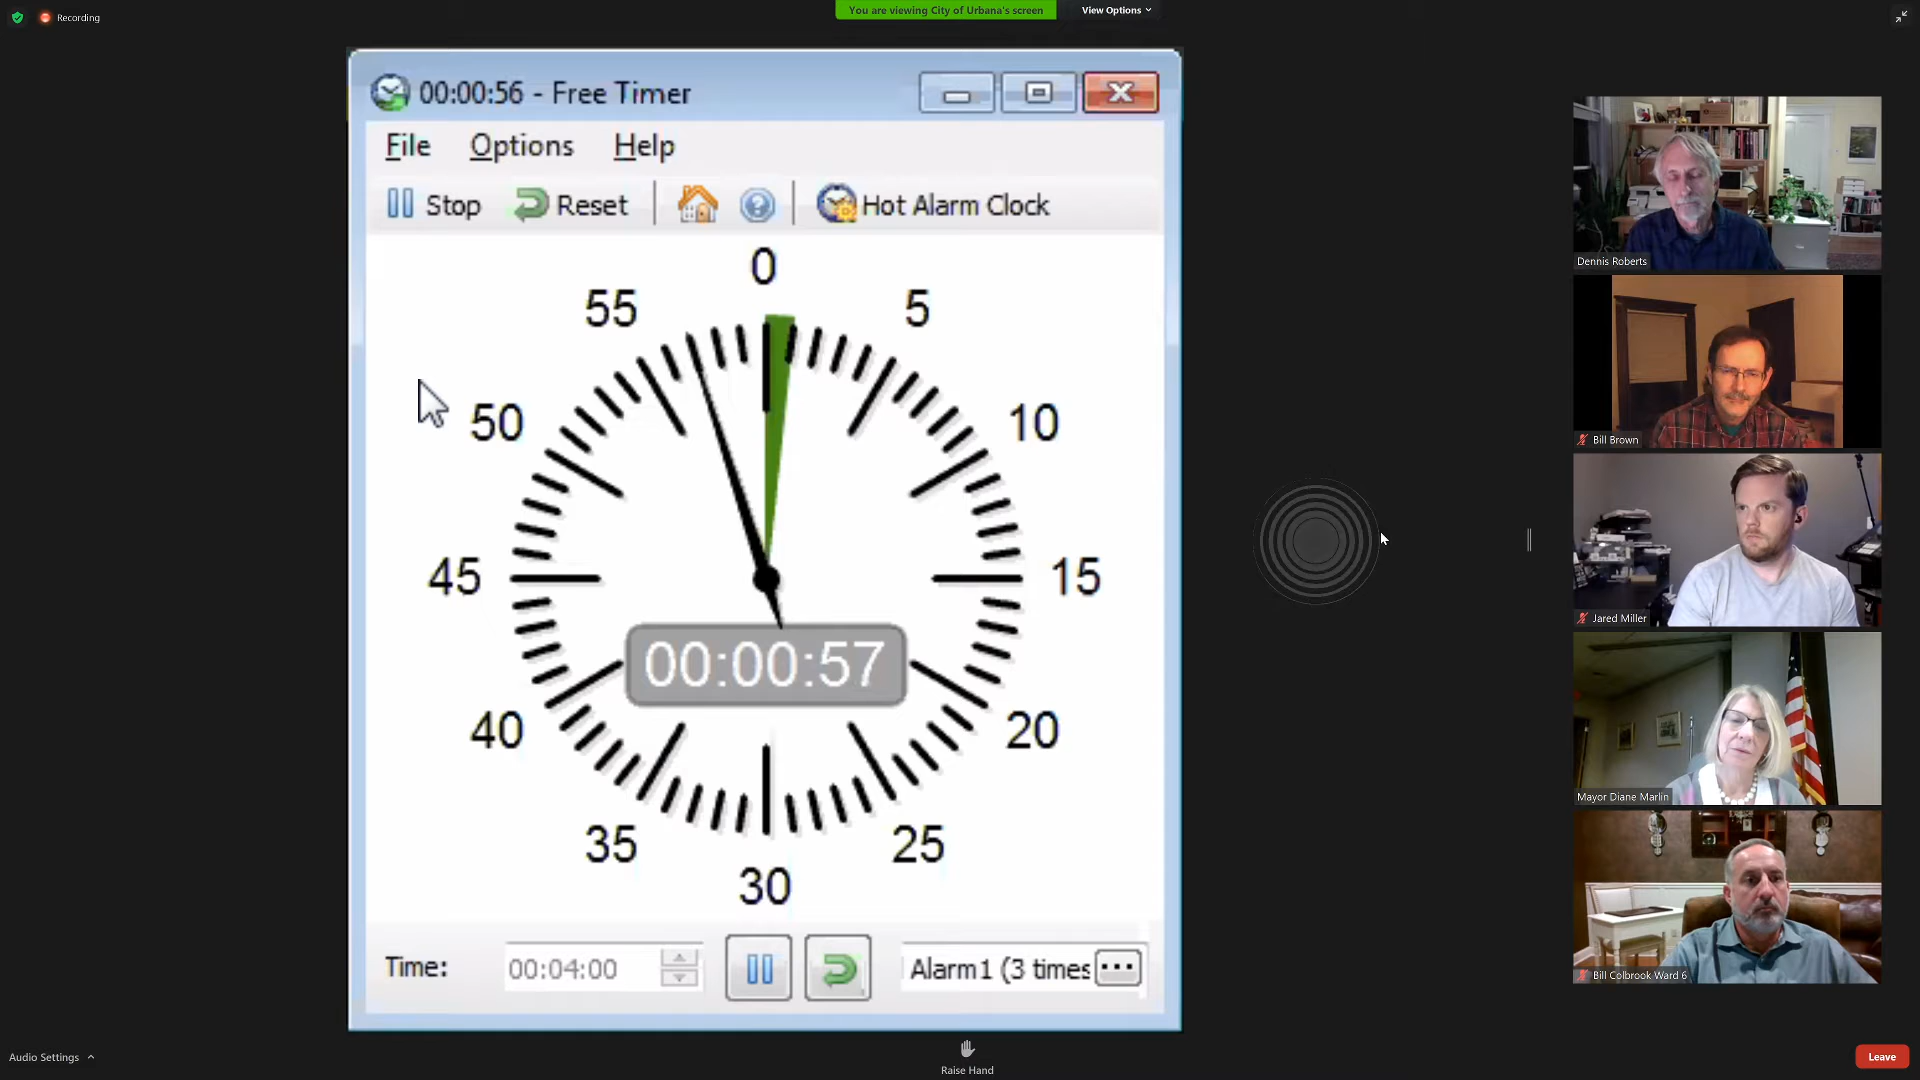 Recording
You are viewing City of Urbana's screen
View Options
00:00:56 - Free Timer
File Options Help
Stop Reset Hot Alarm Clock
0
55 5
50 10
45 15
00:00:57
40 20
35 25
30
Time: 00:04:00 Alarm1 (3 times ...
Dennis Roberts
Bill Brown
Jared Miller
Mayor Diane Marlin
Bill Colbrook Ward 6
Audio Settings
Raise Hand
Leave